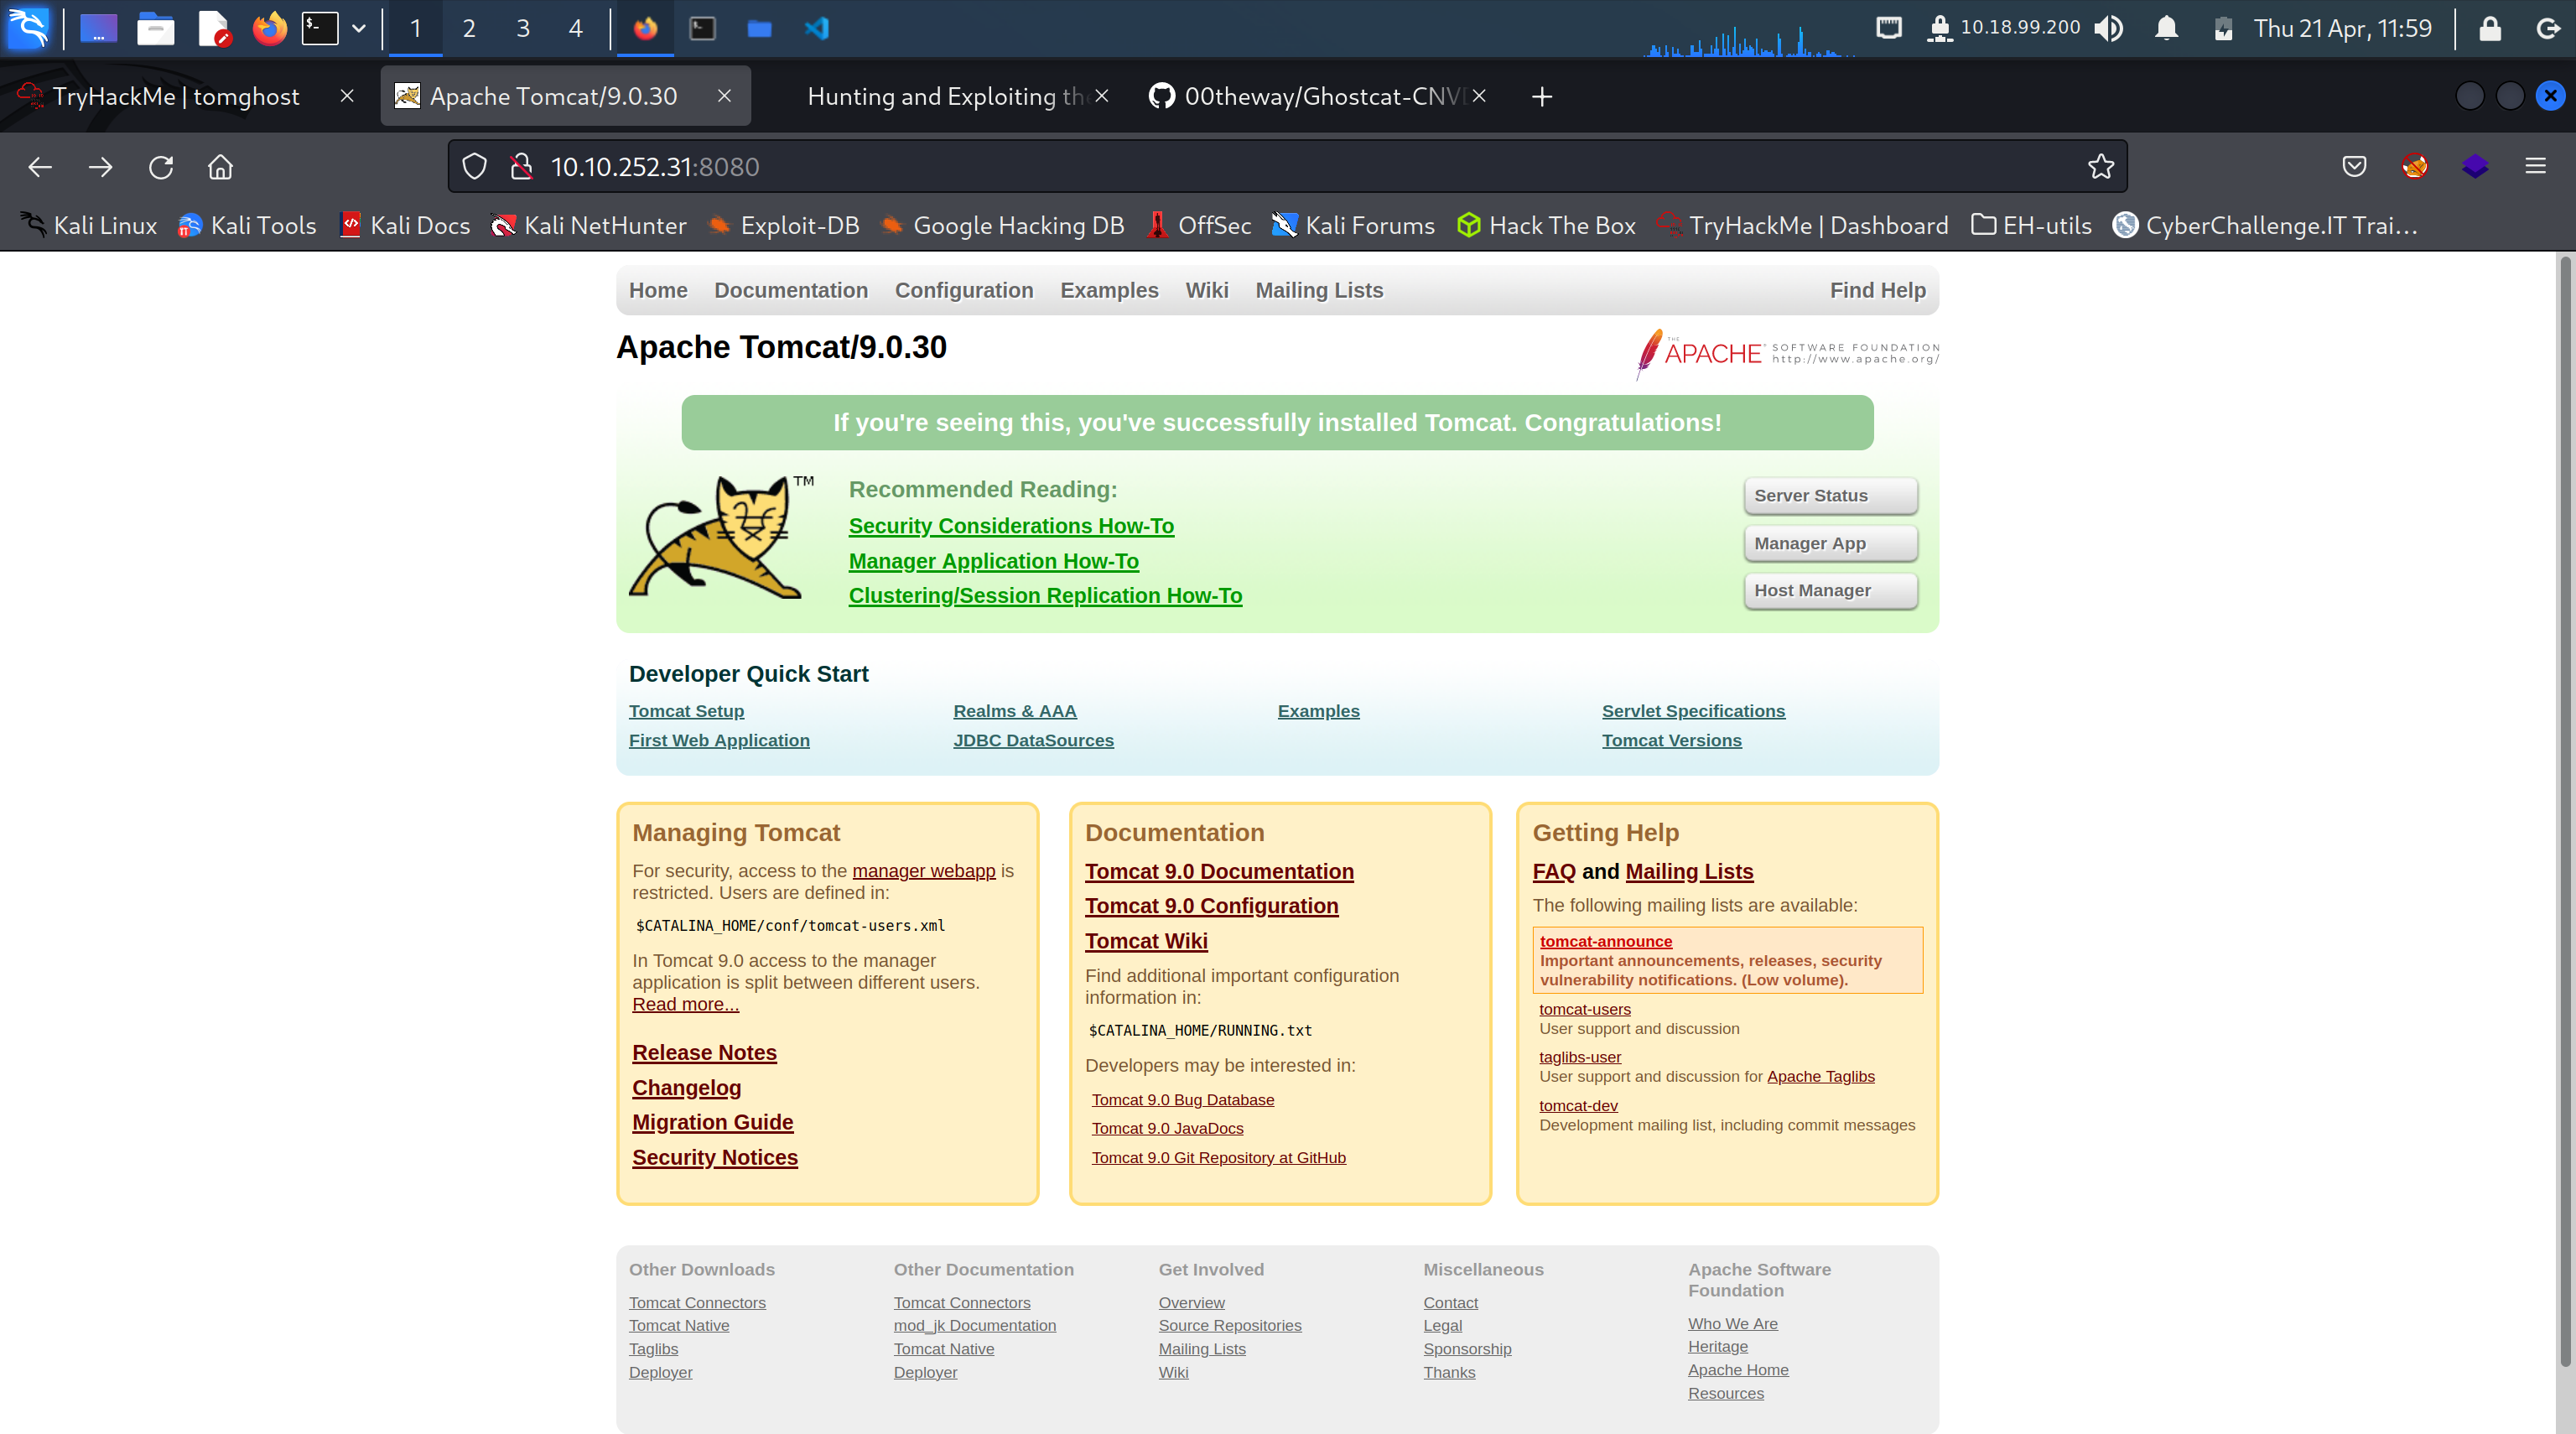 1 2 3 4 10.18.99.200 Thu 21 Apr, 11:59
TryHackMe | tomghost Apache Tomcat/9.0.30 Hunting and Exploiting the 00theway/Ghostcat-CNV
10.10.252.31:8080
Kali Linux Kali Tools Kali Docs Kali NetHunter Exploit-DB Google Hacking DB OffSec Kali Forums Hack The Box TryHackMe | Dashboard EH-utils CyberChallenge.IT Trai…
Home Documentation Configuration Examples Wiki Mailing Lists Find Help
Apache Tomcat/9.0.30
THE APACHE SOFTWARE FOUNDATION
http://www.apache.org/
If you're seeing this, you've successfully installed Tomcat. Congratulations!
TM
Recommended Reading:
Security Considerations How-To
Manager Application How-To
Clustering/Session Replication How-To
Server Status
Manager App
Host Manager
Developer Quick Start
Tomcat Setup Realms & AAA Examples Servlet Specifications
First Web Application JDBC DataSources Tomcat Versions
Managing Tomcat
For security, access to the manager webapp is
restricted. Users are defined in:
$CATALINA_HOME/conf/tomcat-users.xml
In Tomcat 9.0 access to the manager
application is split between different users.
Read more...
Release Notes
Changelog
Migration Guide
Security Notices
Documentation
Tomcat 9.0 Documentation
Tomcat 9.0 Configuration
Tomcat Wiki
Find additional important configuration
information in:
$CATALINA_HOME/RUNNING.txt
Developers may be interested in:
Tomcat 9.0 Bug Database
Tomcat 9.0 JavaDocs
Tomcat 9.0 Git Repository at GitHub
Getting Help
FAQ and Mailing Lists
The following mailing lists are available:
tomcat-announce
Important announcements, releases, security
vulnerability notifications. (Low volume).
tomcat-users
User support and discussion
taglibs-user
User support and discussion for Apache Taglibs
tomcat-dev
Development mailing list, including commit messages
Other Downloads
Tomcat Connectors
Tomcat Native
Taglibs
Deployer
Other Documentation
Tomcat Connectors
mod_jk Documentation
Tomcat Native
Deployer
Get Involved
Overview
Source Repositories
Mailing Lists
Wiki
Miscellaneous
Contact
Legal
Sponsorship
Thanks
Apache Software
Foundation
Who We Are
Heritage
Apache Home
Resources